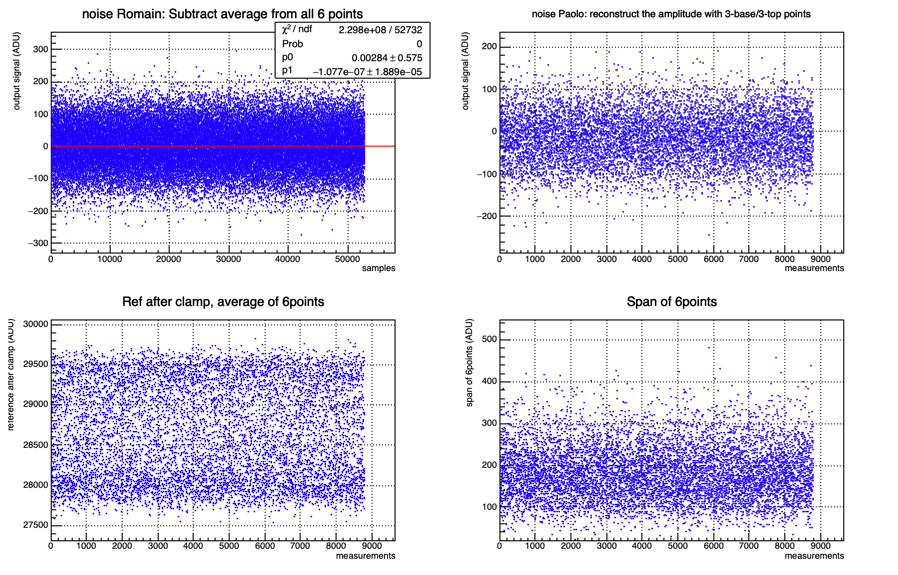 noise Romain: Subtract average from all 6 points
χ² / ndf 2.298e+08 / 52732
Prob 0
p0 0.00284 ± 0.575
p1 −1.077e−07 ± 1.889e−05
output signal (ADU)
300
200
100
0
−100
−200
−300
0 10000 20000 30000 40000 50000
samples
noise Paolo: reconstruct the amplitude with 3-base/3-top points
output signal (ADU)
200
100
0
−100
−200
0 1000 2000 3000 4000 5000 6000 7000 8000 9000
measurements
Ref after clamp, average of 6points
reference after clamp (ADU)
30000
29500
29000
28500
28000
27500
0 1000 2000 3000 4000 5000 6000 7000 8000 9000
measurements
Span of 6points
span of 6points (ADU)
500
400
300
200
100
0 1000 2000 3000 4000 5000 6000 7000 8000 9000
measurements